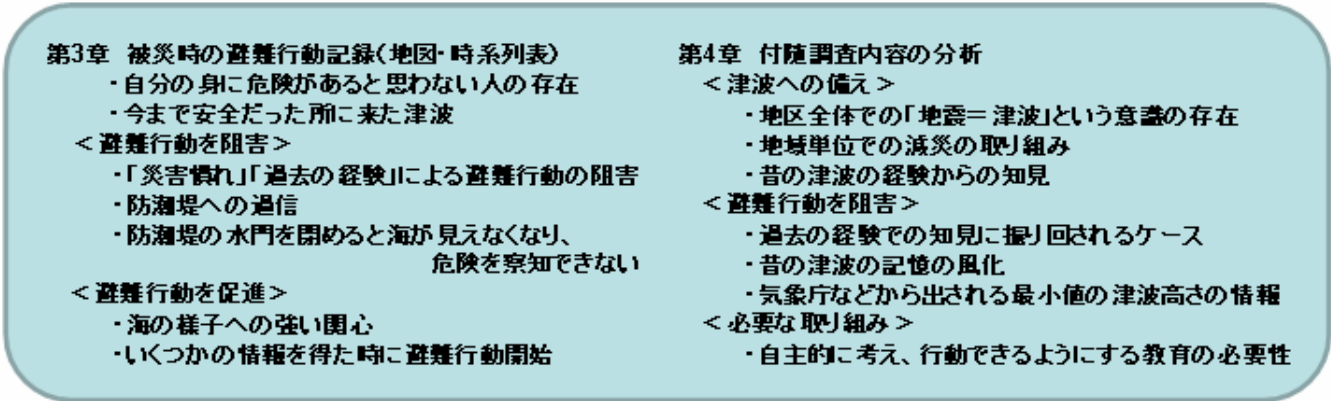 第3章 被災時の避難行動記録(地図・時系列表)
・自分の身に危険があると思わない人の存在
・今まで安全だった所に来た津波
<避難行動を阻害>
・「災害慣れ」「過去の経験」による避難行動の阻害
・防潮堤への過信
・防潮堤の水門を閉めると海が見えなくなり、
危険を察知できない
<避難行動を促進>
・海の様子への強い関心
・いくつかの情報を得た時に避難行動開始
第4章 付随調査内容の分析
<津波への備え>
・地区全体での「地震=津波」という意識の存在
・地域単位での減災の取り組み
・昔の津波の経験からの知見
<避難行動を阻害>
・過去の経験での知見に振り回されるケース
・昔の津波の記憶の風化
・気象庁などから出される最小値の津波高さの情報
<必要な取り組み>
・自主的に考え、行動できるようにする教育の必要性